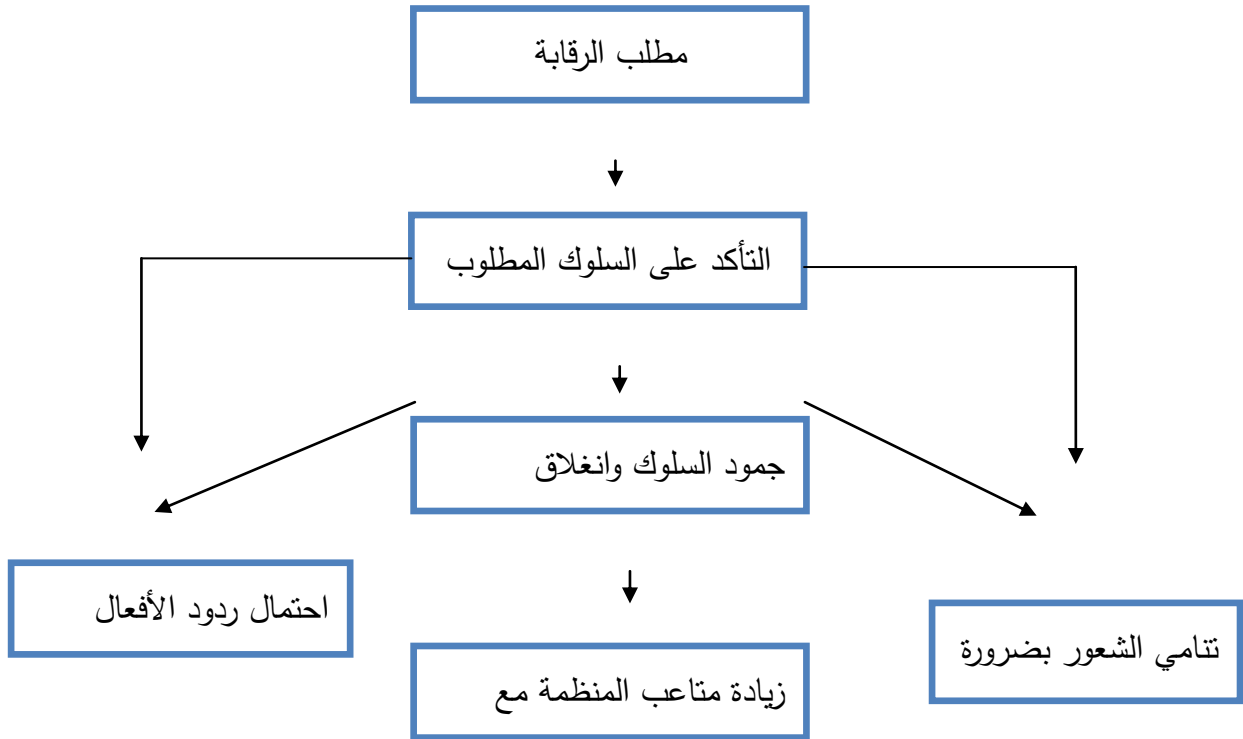 مطلب الرقابة
التأكد على السلوك المطلوب
جمود السلوك وانغلاق
احتمال ردود الأفعال
تنامي الشعور بضرورة
زيادة متاعب المنظمة مع